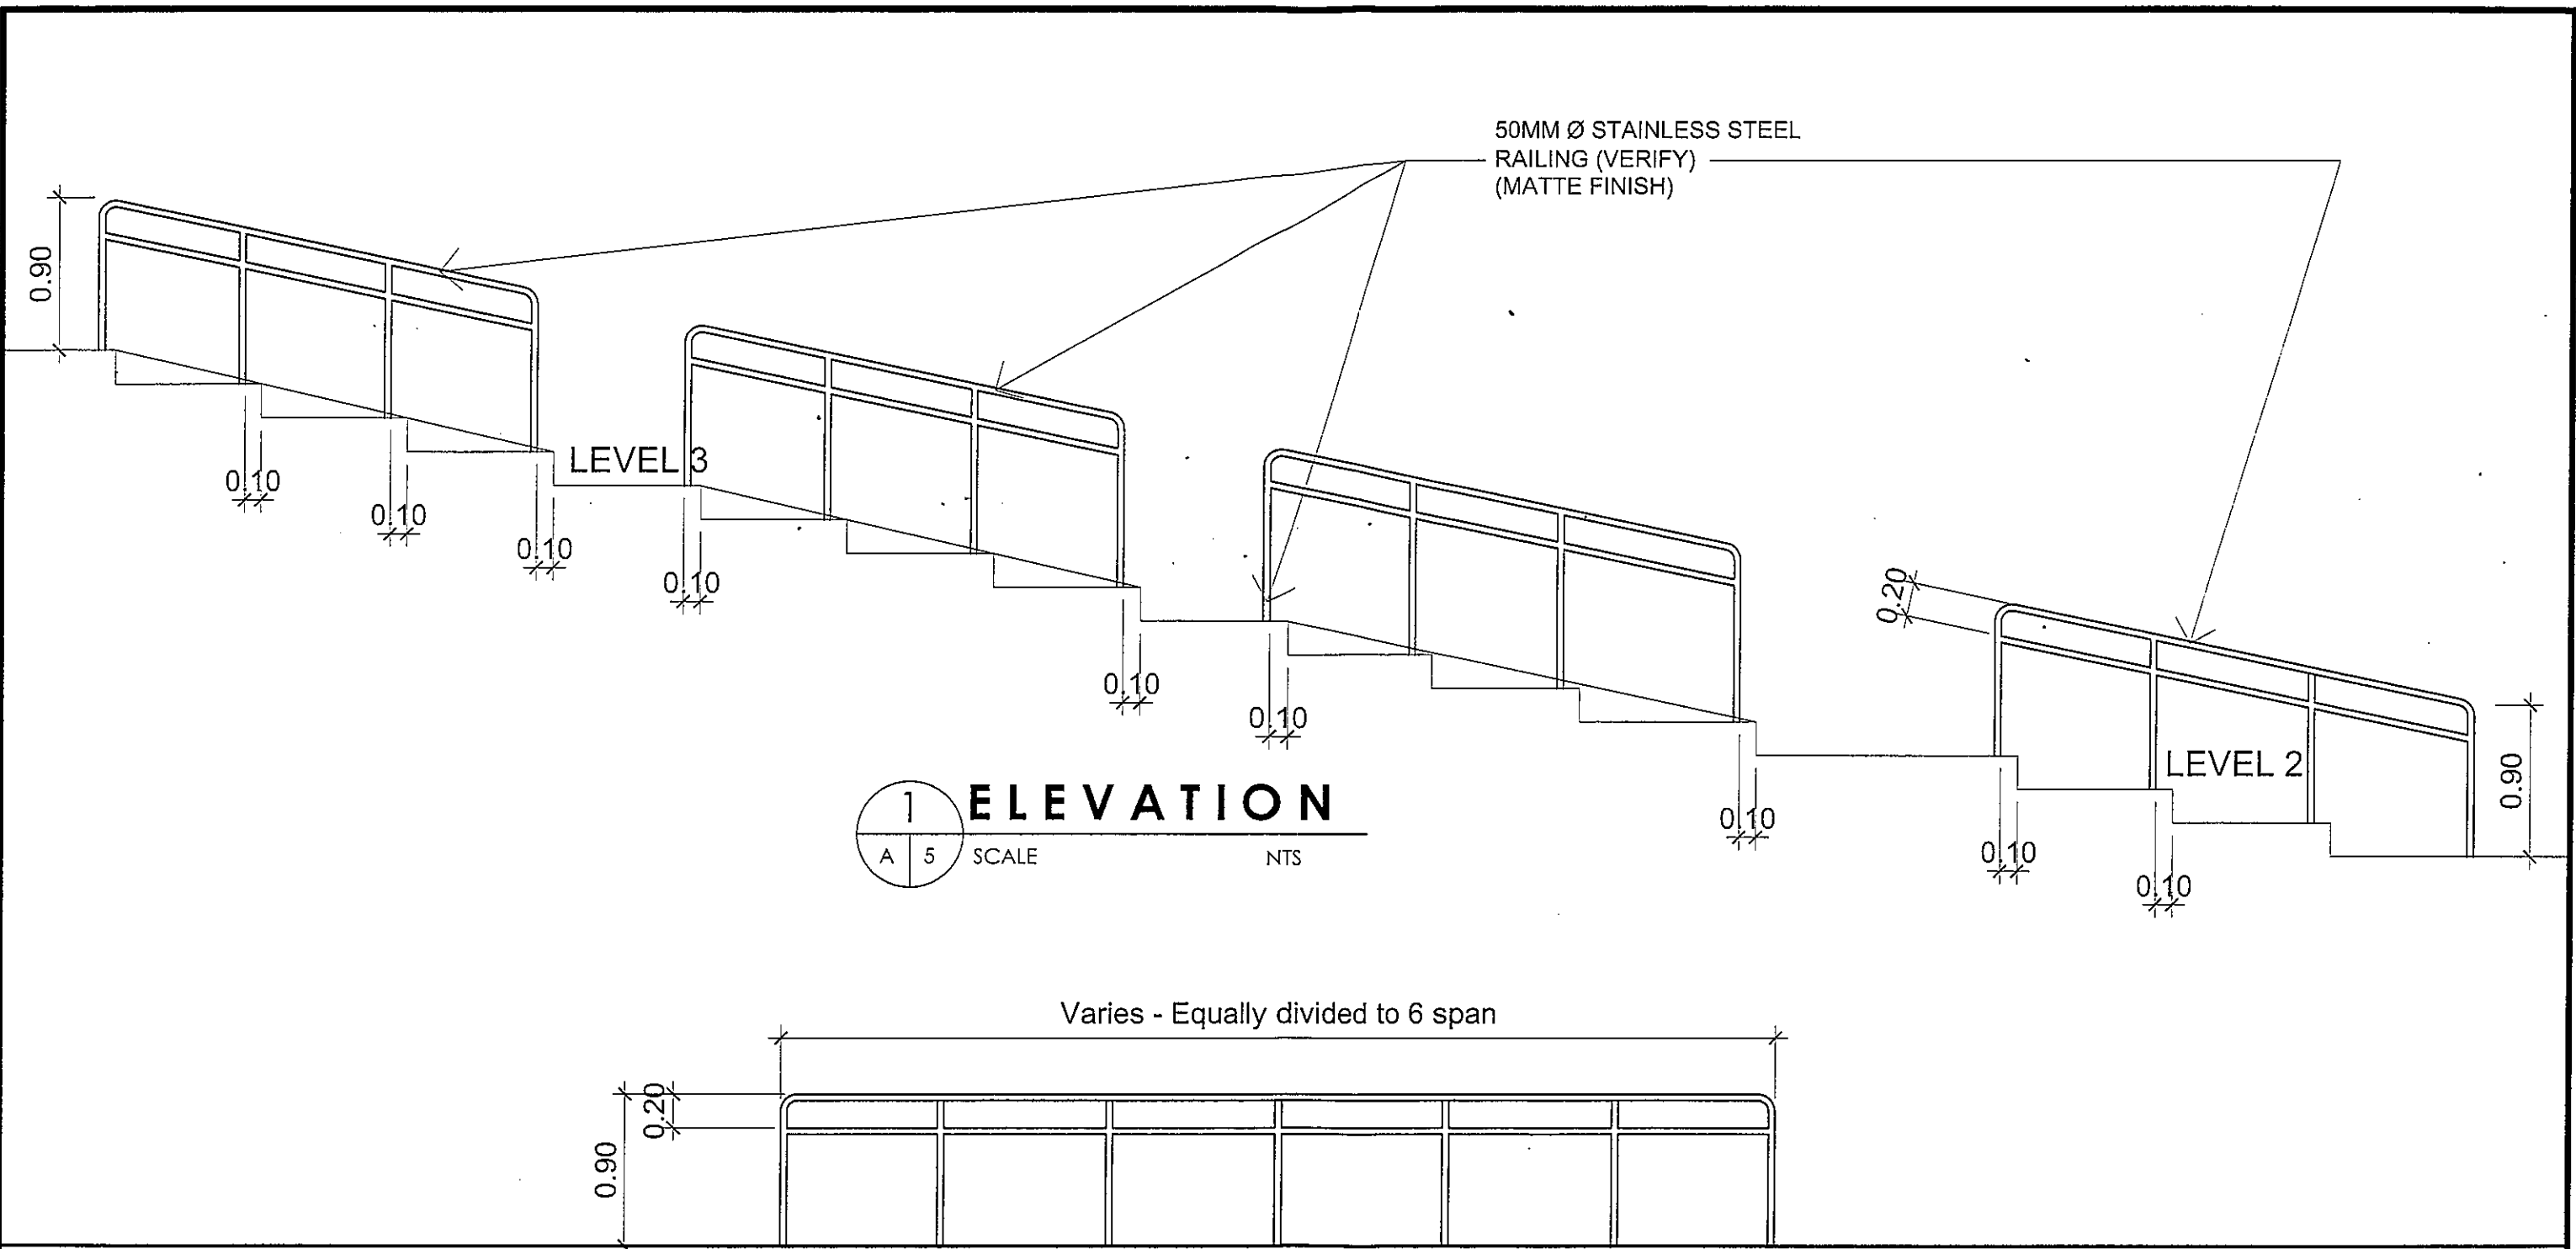 50MM Ø STAINLESS STEEL
RAILING (VERIFY)
(MATTE FINISH)
0.90
LEVEL 3
0.10
0.10
0.10
0.10
0.10
0.10
0.10
0.20
LEVEL 2
0.90
0.10
0.10
1
ELEVATION
A 5 SCALE NTS
Varies - Equally divided to 6 span
0.20
0.90